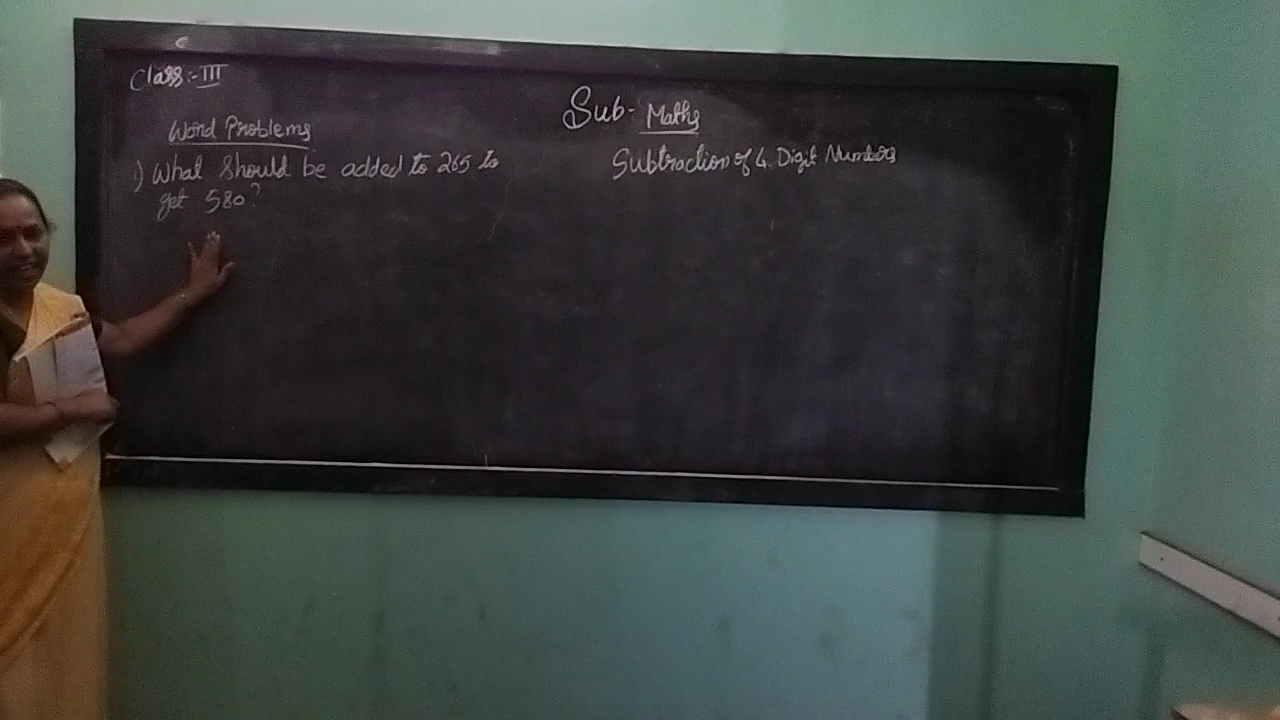 Class:- III
Sub- Maths
Word Problems
Subtraction of 4 Digit Numbers
1) What should be added to 265 to
get 580?